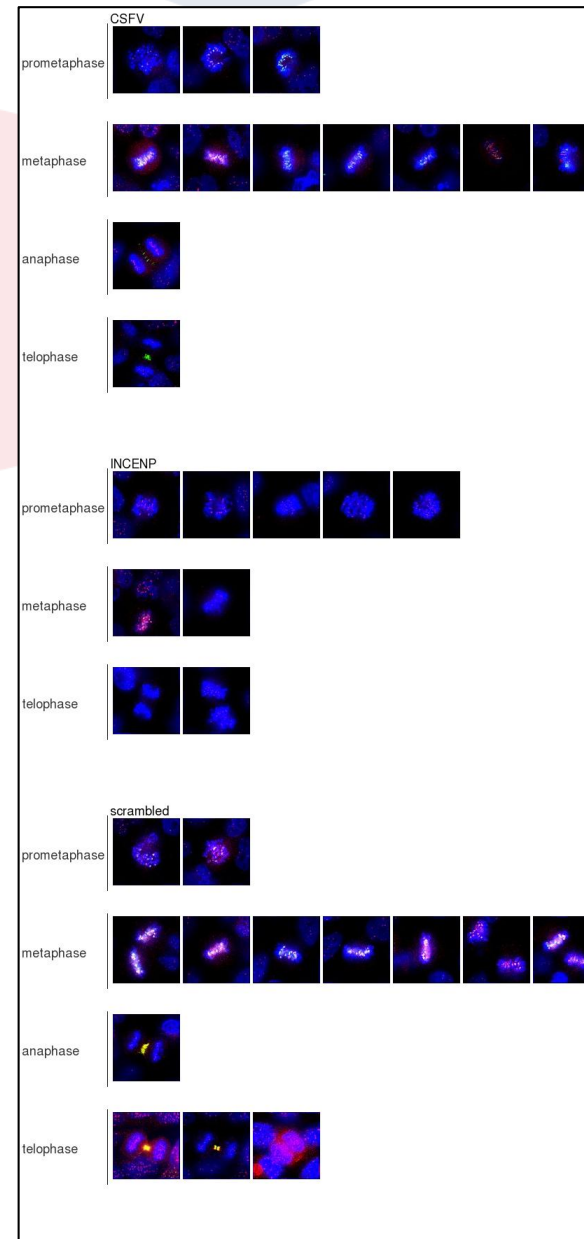 CSFV
prometaphase
metaphase
anaphase
telophase
INCENP
prometaphase
metaphase
telophase
scrambled
prometaphase
metaphase
anaphase
telophase